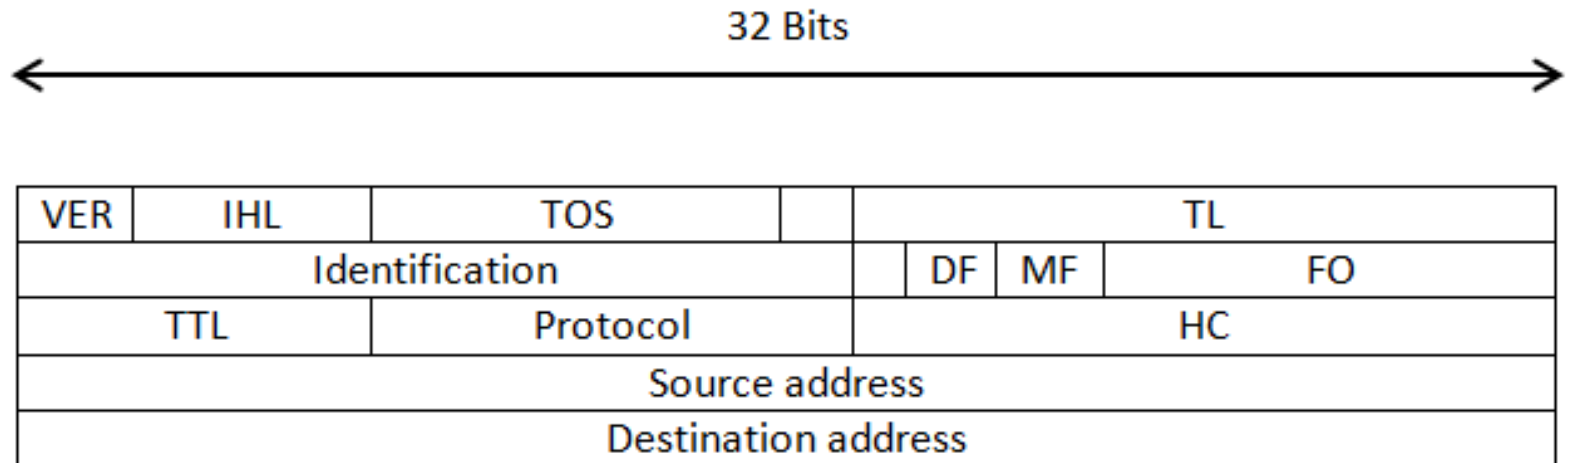 32 Bits
VER IHL TOS TL
Identification DF MF FO
TTL Protocol HC
Source address
Destination address